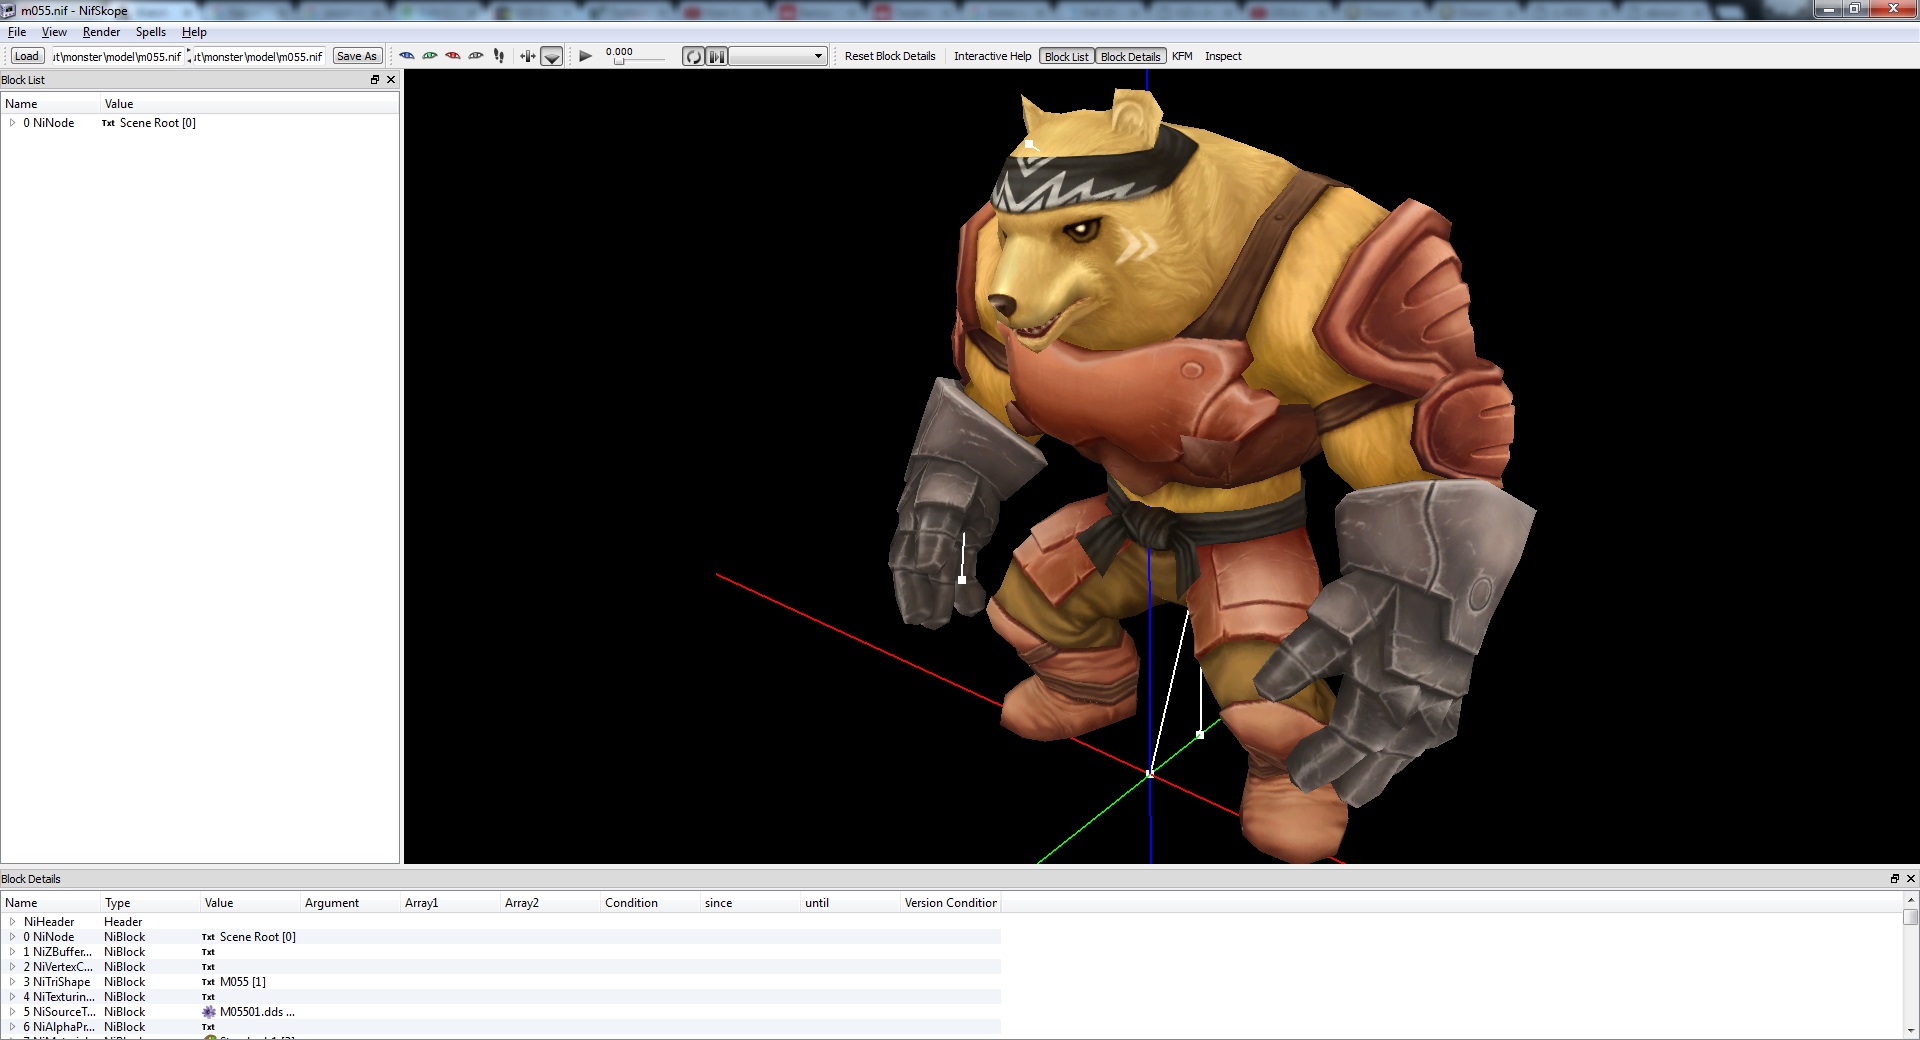 m055.nif - NifSkope
File View Render Spells Help
Load ut\monster\model\m055.nif ut\monster\model\m055.nif Save As 0.000 Reset Block Details Interactive Help Block List Block Details KFM Inspect
Block List
Name Value
0 NiNode Txt Scene Root [0]
Block Details
Name Type Value Argument Array1 Array2 Condition since until Version Condition
NiHeader Header
0 NiNode NiBlock Txt Scene Root [0]
1 NiZBuffer... NiBlock Txt
2 NiVertexC... NiBlock Txt
3 NiTriShape NiBlock Txt M055 [1]
4 NiTexturin... NiBlock Txt
5 NiSourceT... NiBlock M05501.dds ...
6 NiAlphaPr... NiBlock Txt